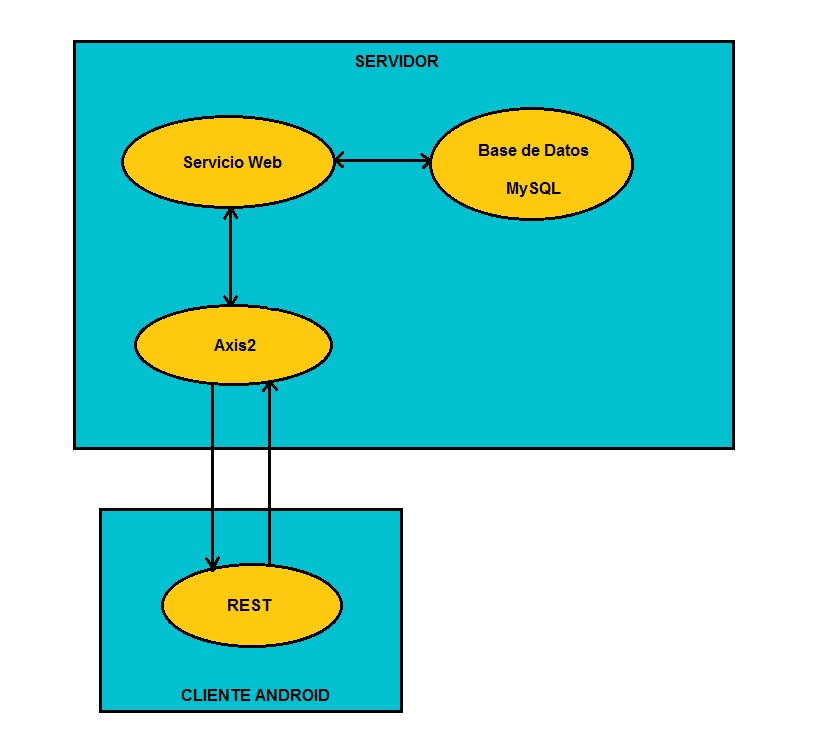 SERVIDOR
Servicio Web
Base de Datos
MySQL
Axis2
REST
CLIENTE ANDROID